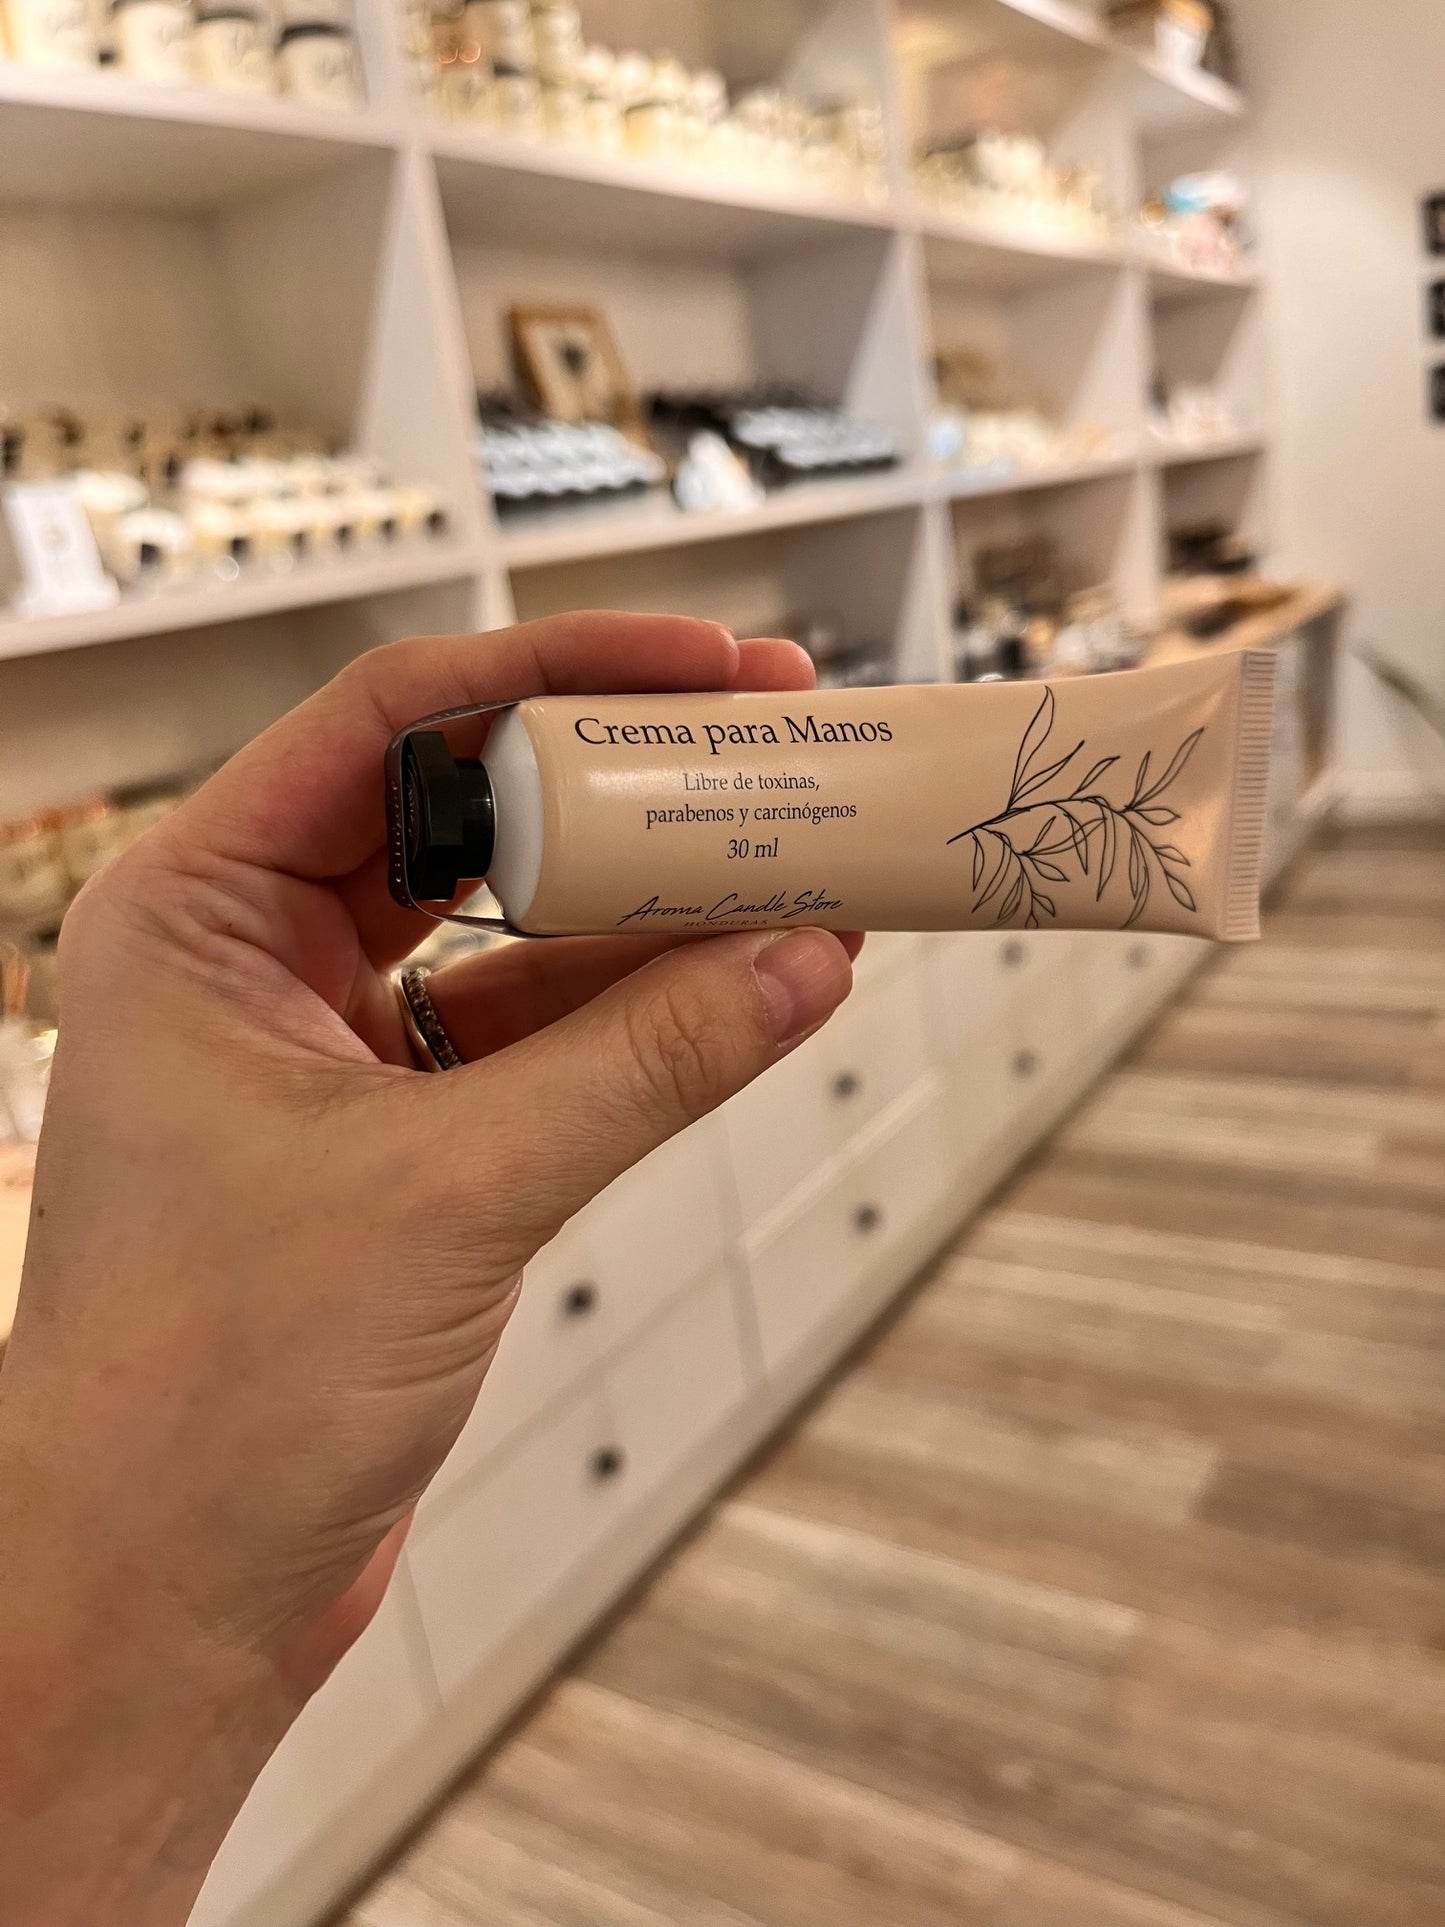 Crema para Manos
Libre de toxinas,
parabenos y carcinógenos
30 ml
Aroma Candle Store
HONDURAS